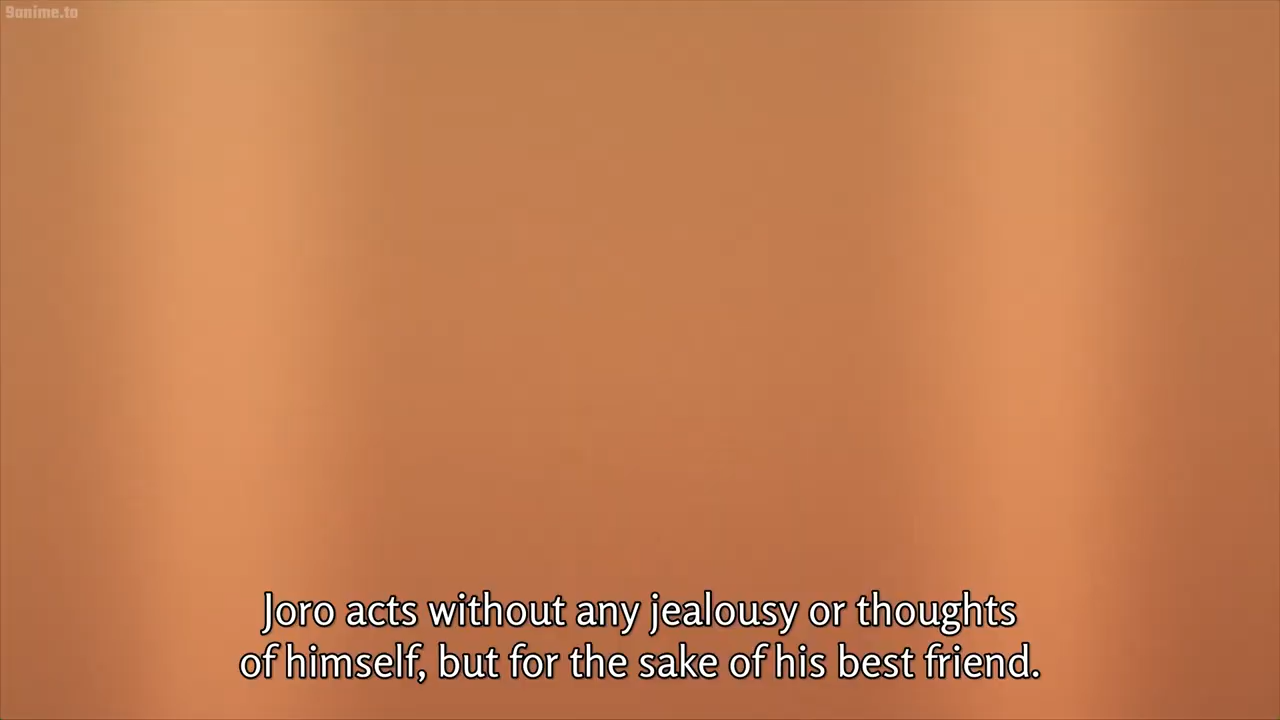 9anime.to
Joro acts without any jealousy or thoughts
of himself, but for the sake of his best friend.